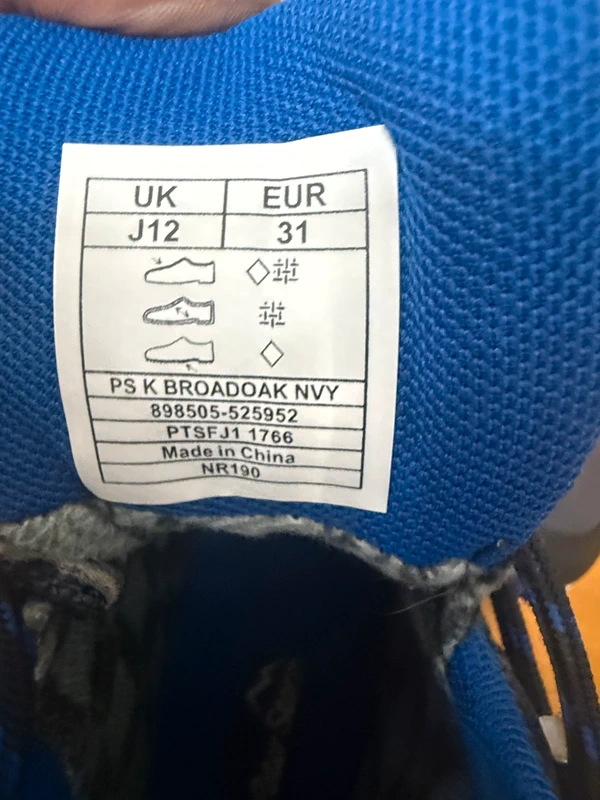 UK EUR
J12 31
PS K BROADOAK NVY
898505-525952
PTSFJ1 1766
Made in China
NR190